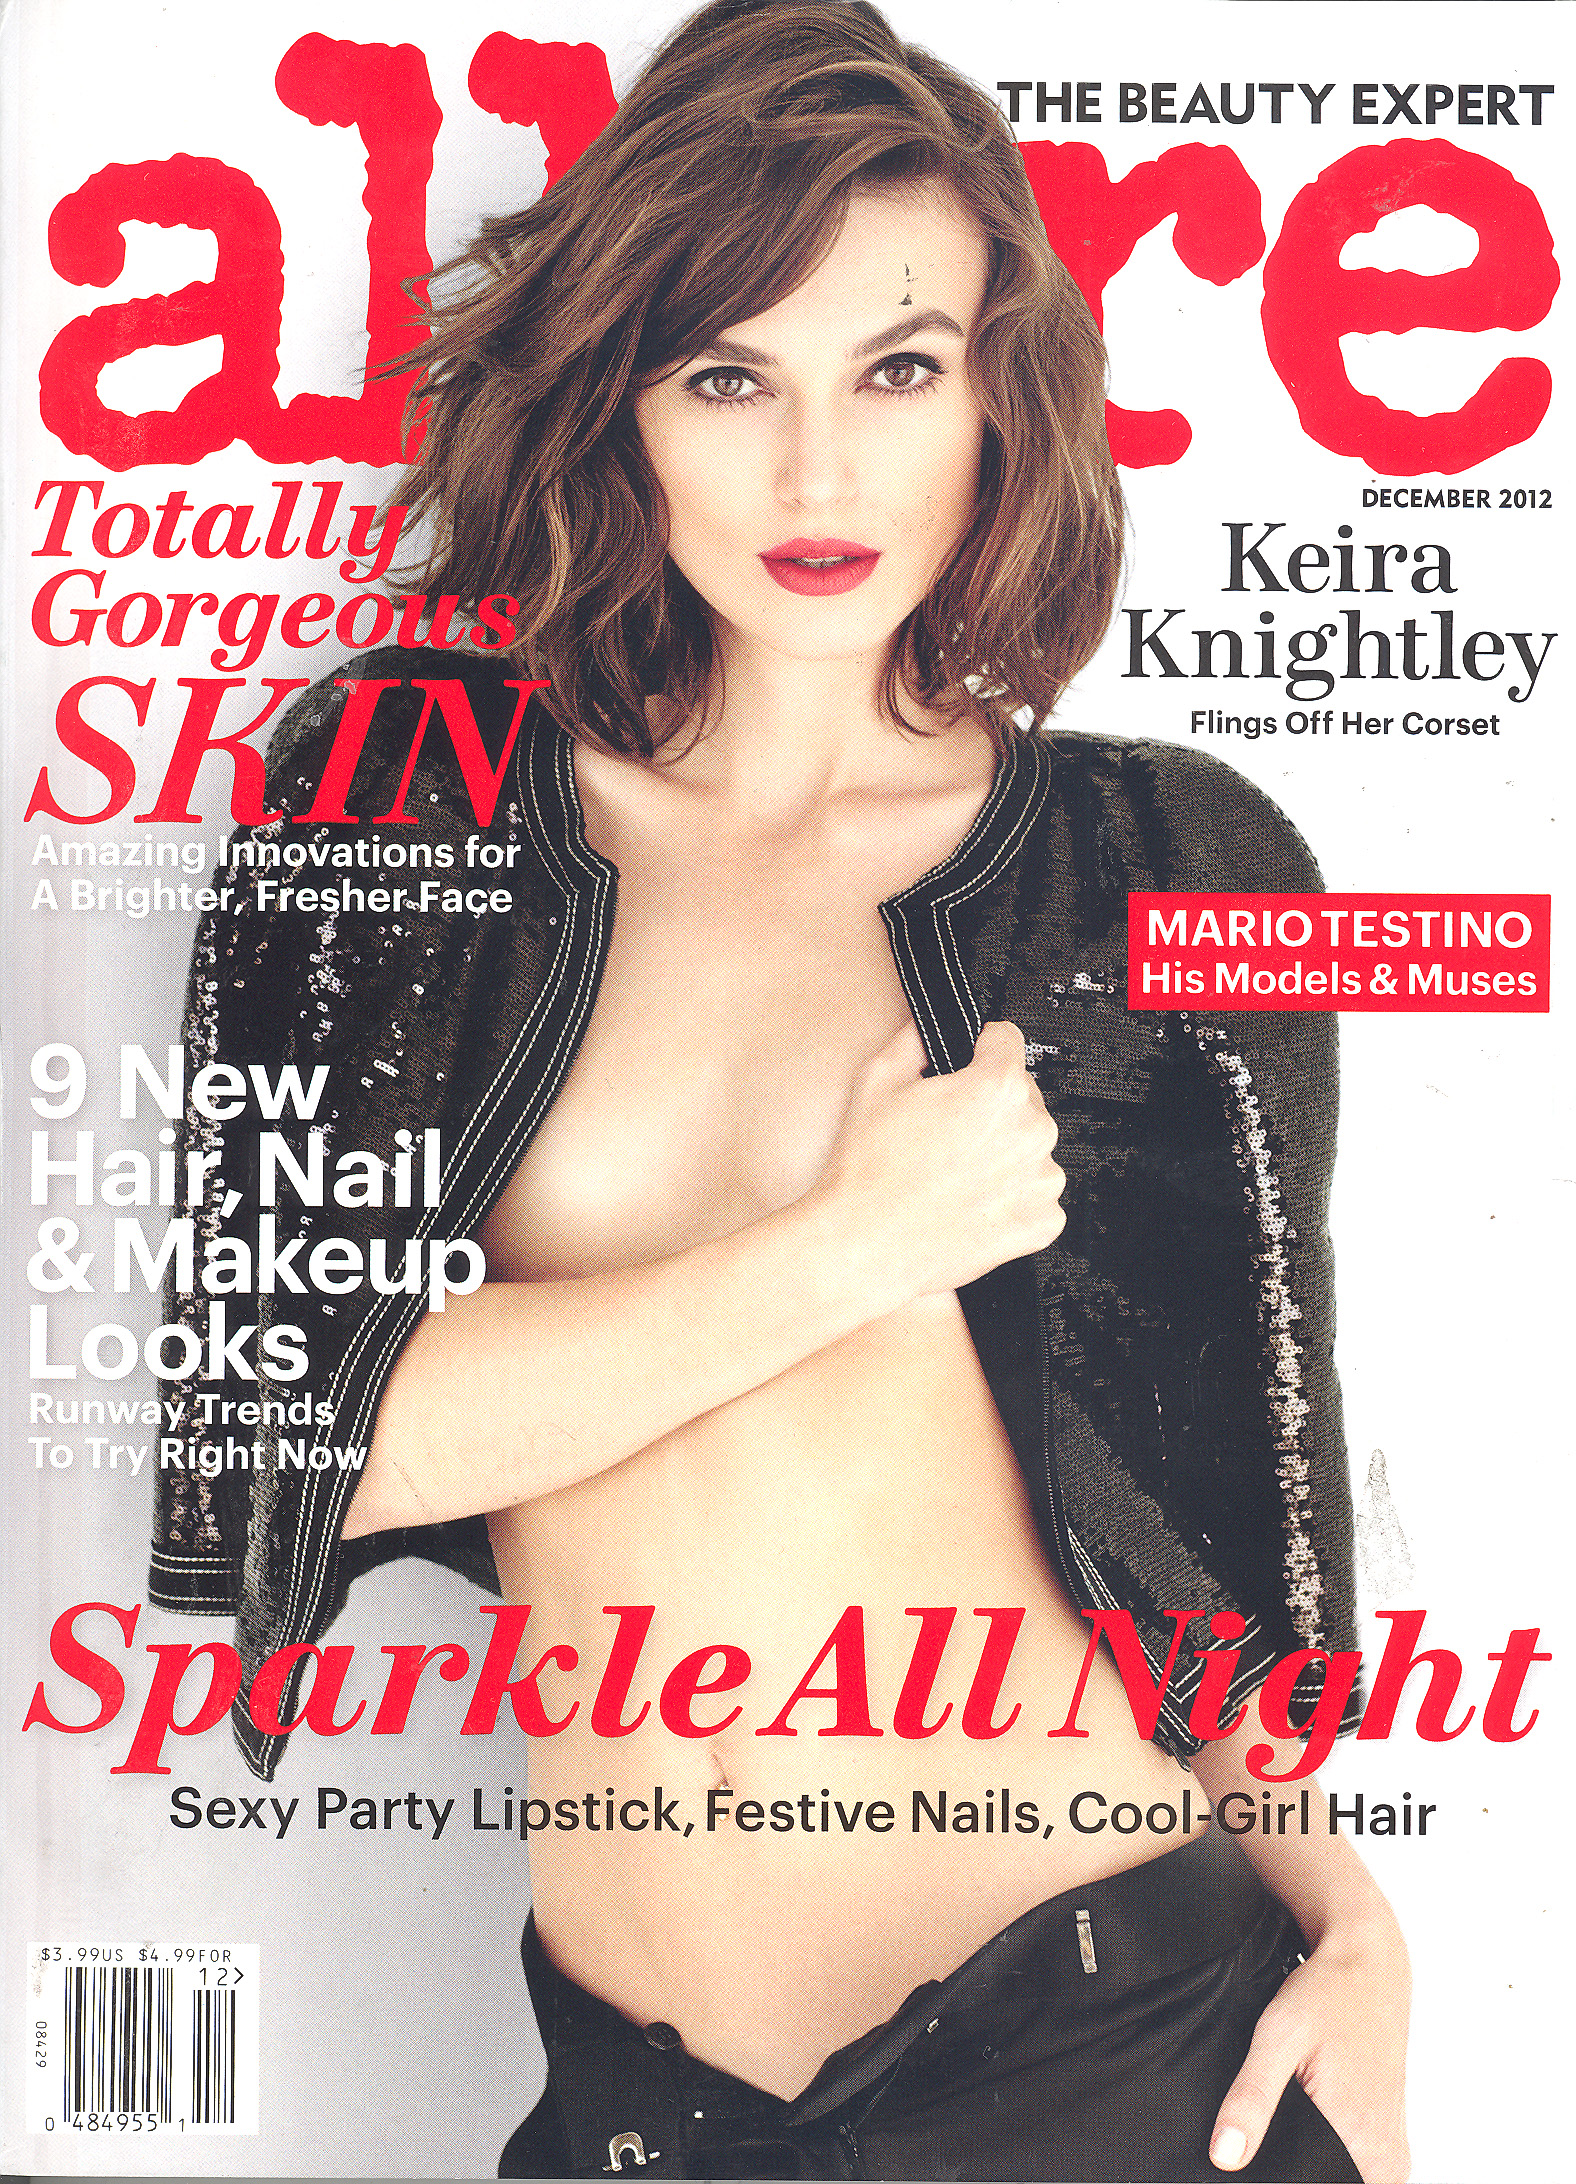 allure
THE BEAUTY EXPERT
DECEMBER 2012
Keira
Knightley
Flings Off Her Corset
Totally
Gorgeous
SKIN
Amazing Innovations for
A Brighter, Fresher Face
MARIO TESTINO
His Models & Muses
9 New
Hair, Nail
& Makeup
Looks
Runway Trends
To Try Right Now
Sparkle All Night
Sexy Party Lipstick, Festive Nails, Cool-Girl Hair
$3.99US $4.99FOR
12>
08429
0 484955 1